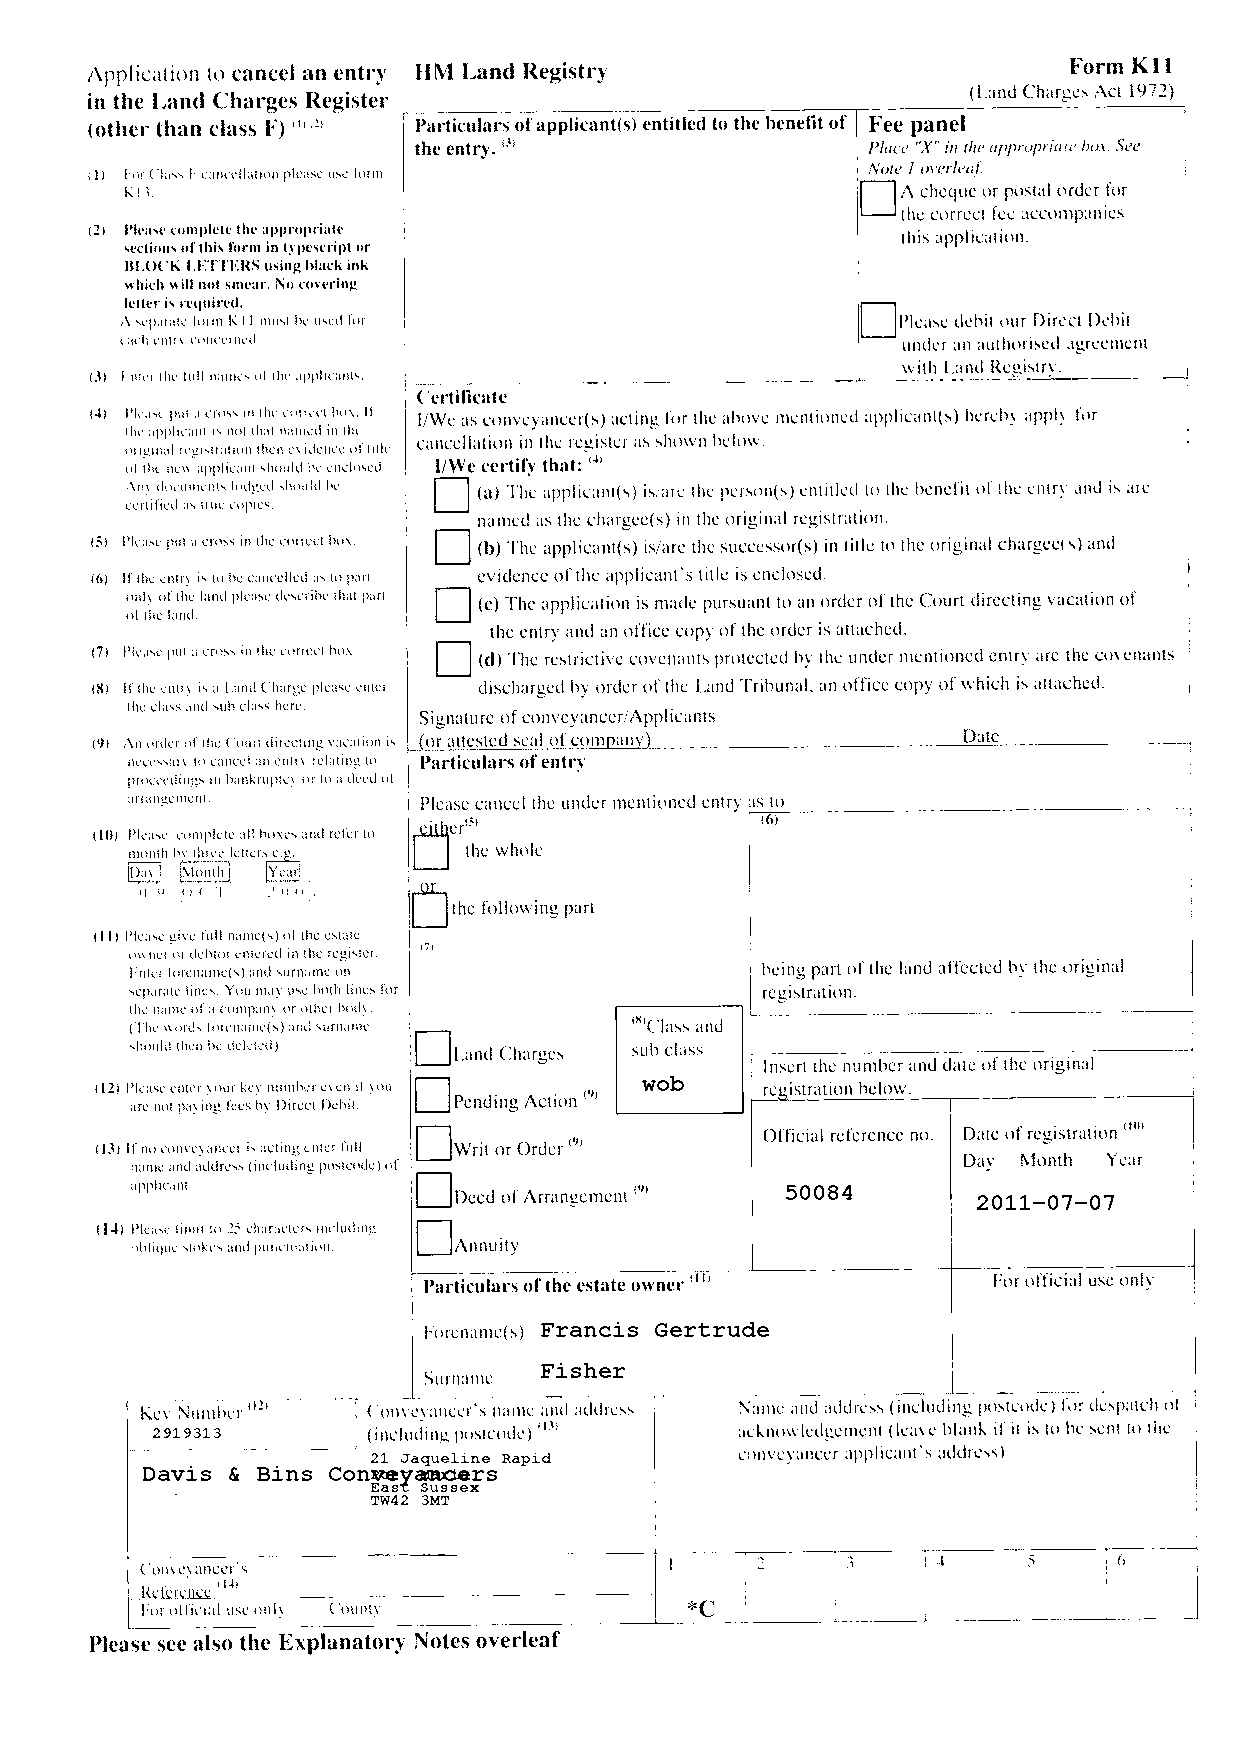 Application to cancel an entry
in the Land Charges Register
(other than class F) (1) (2)
HM Land Registry
Form K11
(Land Charges Act 1972)
(1) For Class F cancellation please use form
K13.
(2) Please complete the appropriate
sections of this form in typescript or
BLOCK LETTERS using black ink
which will not smear. No covering
letter is required.
A separate form K11 must be used for
each entry concerned
(3) Enter the full names of the applicants.
(4) Please put a cross in the correct box. If
the applicant is not that named in the
original registration then evidence of title
of the new applicant should be enclosed
Any documents lodged should be
certified as true copies.
(5) Please put a cross in the correct box.
(6) If the entry is to be cancelled as to part
only of the land please describe that part
of the land.
(7) Please put a cross in the correct box
(8) If the entry is a Land Charge please enter
the class and sub class here.
(9) An order of the Court directing vacation is
necessary to cancel an entry relating to
proceedings in bankruptcy or to a deed of
arrangement.
(10) Please complete all boxes and refer to
month by three letters e.g.
Day Month Year
(11) Please give full name(s) of the estate
owner or debtor entered in the register.
Enter forename(s) and surname on
separate lines. You may use both lines for
the name of a company or other body.
(The words forename(s) and surname
should then be deleted)
(12) Please enter your key number even if you
are not paying fees by Direct Debit.
(13) If no conveyancer is acting enter full
name and address (including postcode) of
applicant
(14) Please limit to 25 characters including
oblique stokes and punctuation.
Particulars of applicant(s) entitled to the benefit of
the entry. (3)
Fee panel
Place "X" in the appropriate box. See
Note 1 overleaf.
A cheque or postal order for
the correct fee accompanies
this application.
Please debit our Direct Debit
under an authorised agreement
with Land Registry.
Certificate
I/We as conveyancer(s) acting for the above mentioned applicant(s) hereby apply for
cancellation in the register as shown below.
I/We certify that: (4)
(a) The applicant(s) is/are the person(s) entitled to the benefit of the entry and is are
named as the chargee(s) in the original registration.
(b) The applicant(s) is/are the successor(s) in title to the original chargee(s) and
evidence of the applicant's title is enclosed.
(c) The application is made pursuant to an order of the Court directing vacation of
the entry and an office copy of the order is attached.
(d) The restrictive covenants protected by the under mentioned entry are the covenants
discharged by order of the Land Tribunal, an office copy of which is attached.
Signature of conveyancer/Applicants
(or attested seal of company) Date
Particulars of entry
Please cancel the under mentioned entry as to
either (5)
(6)
the whole
or
the following part
(7)
being part of the land affected by the original
registration.
(8) Class and
sub class
wob
Land Charges
Pending Action (9)
Writ or Order (9)
Deed of Arrangement (9)
Annuity
Insert the number and date of the original
registration below.
Official reference no.
50084
Date of registration (10)
Day Month Year
2011-07-07
Particulars of the estate owner (11)
For official use only
Forename(s) Francis Gertrude
Surname Fisher
Key Number (12)
2919313
Davis & Bins Conveyancers
Conveyancer's name and address
(including postcode) (13)
21 Jaqueline Rapid
East Sussex
TW42 3MT
Name and address (including postcode) for despatch of
acknowledgement (leave blank if it is to be sent to the
conveyancer applicant's address)
Conveyancer's
Reference (14)
For official use only County
1 2 3 4 5 6
*C
Please see also the Explanatory Notes overleaf